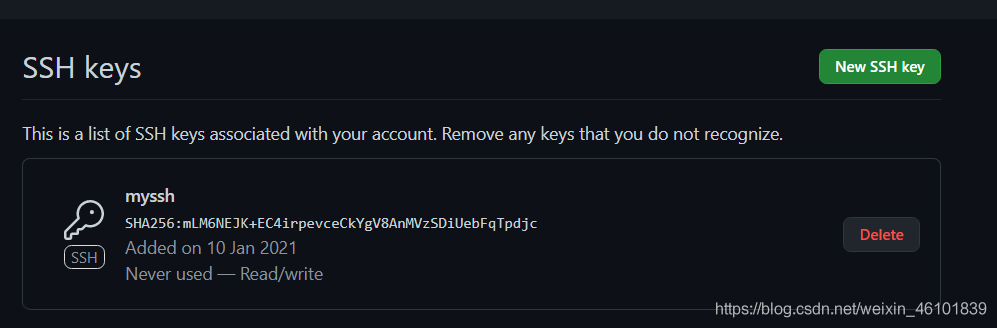 SSH keys
New SSH key
This is a list of SSH keys associated with your account. Remove any keys that you do not recognize.
myssh
SHA256:mLM6NEJK+EC4irpevceCkYgV8AnMVzSDiUebFqTpdjc
Added on 10 Jan 2021
Never used — Read/write
SSH
Delete
https://blog.csdn.net/weixin_46101839